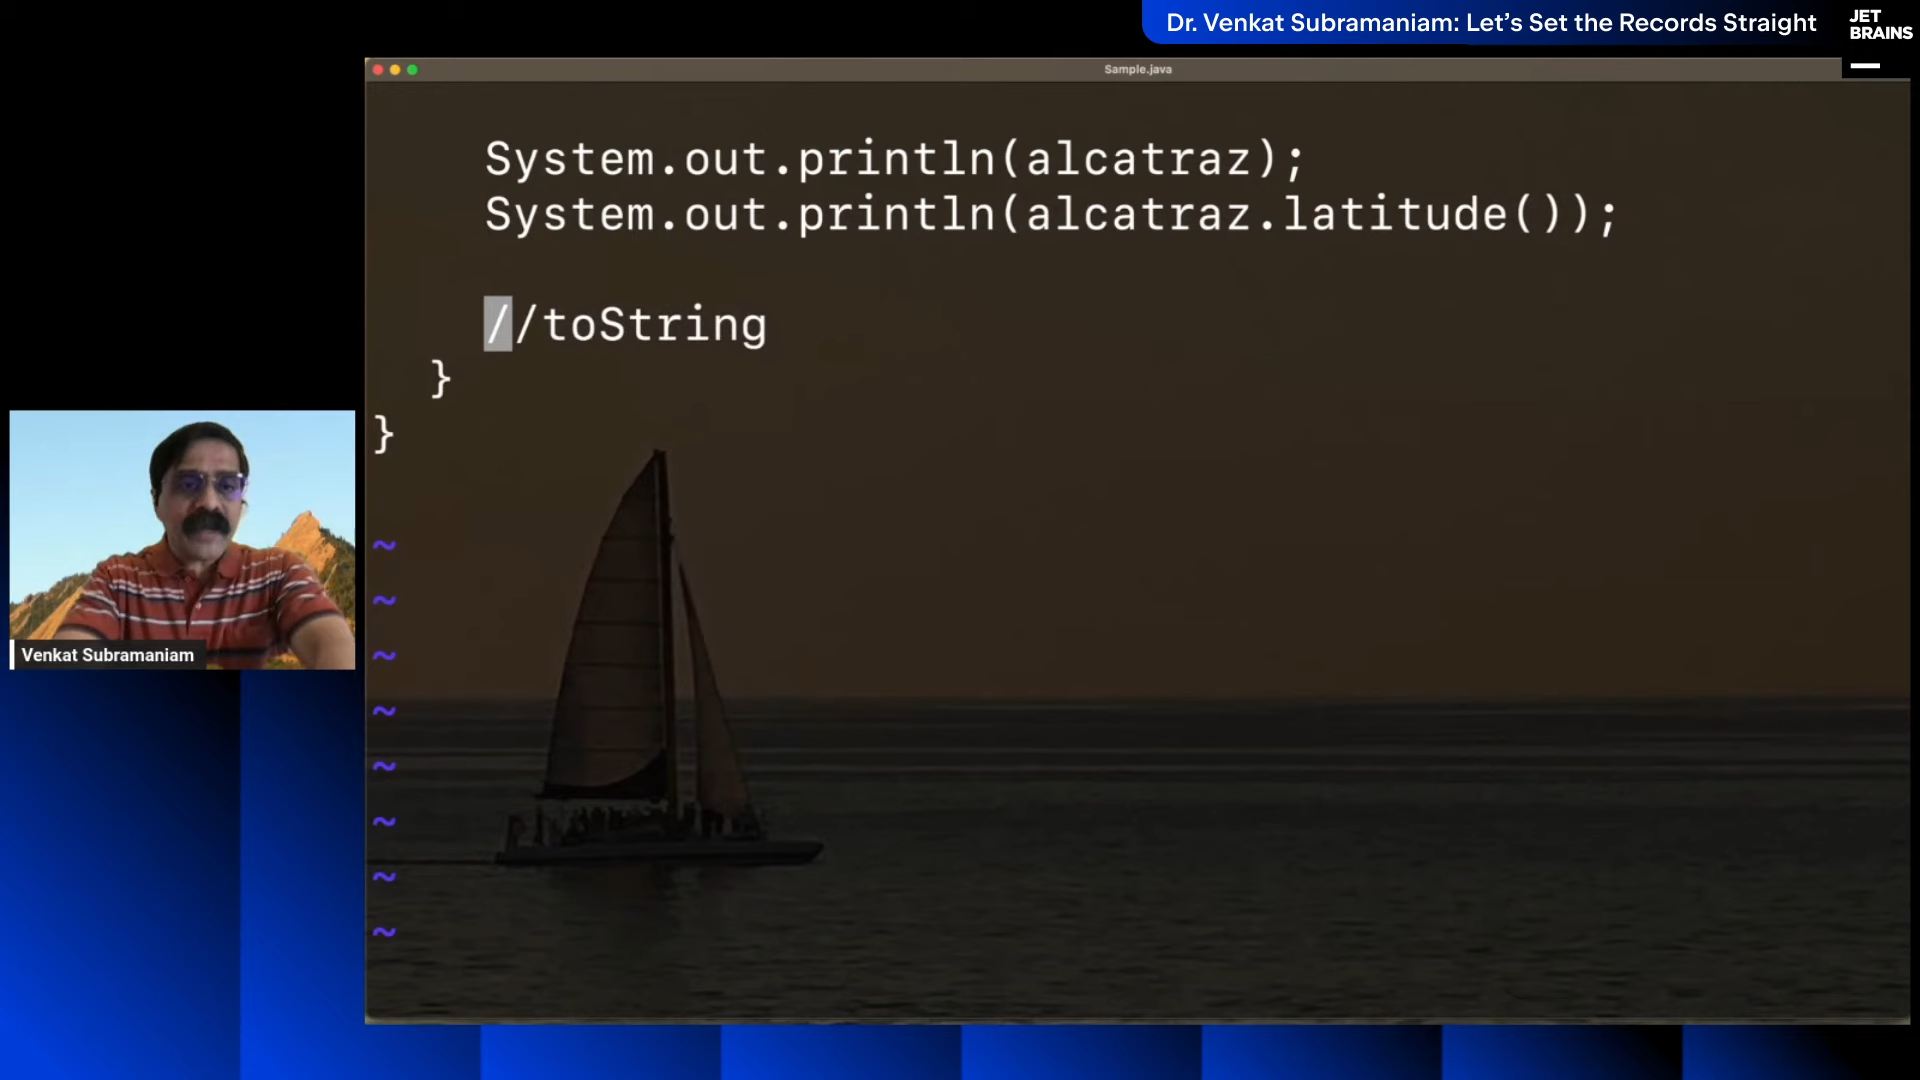 Dr. Venkat Subramaniam: Let’s Set the Records Straight
JET
BRAINS
Sample.java
System.out.println(alcatraz);
System.out.println(alcatraz.latitude());
//toString
}
}
~
~
~
~
~
~
~
~
Venkat Subramaniam